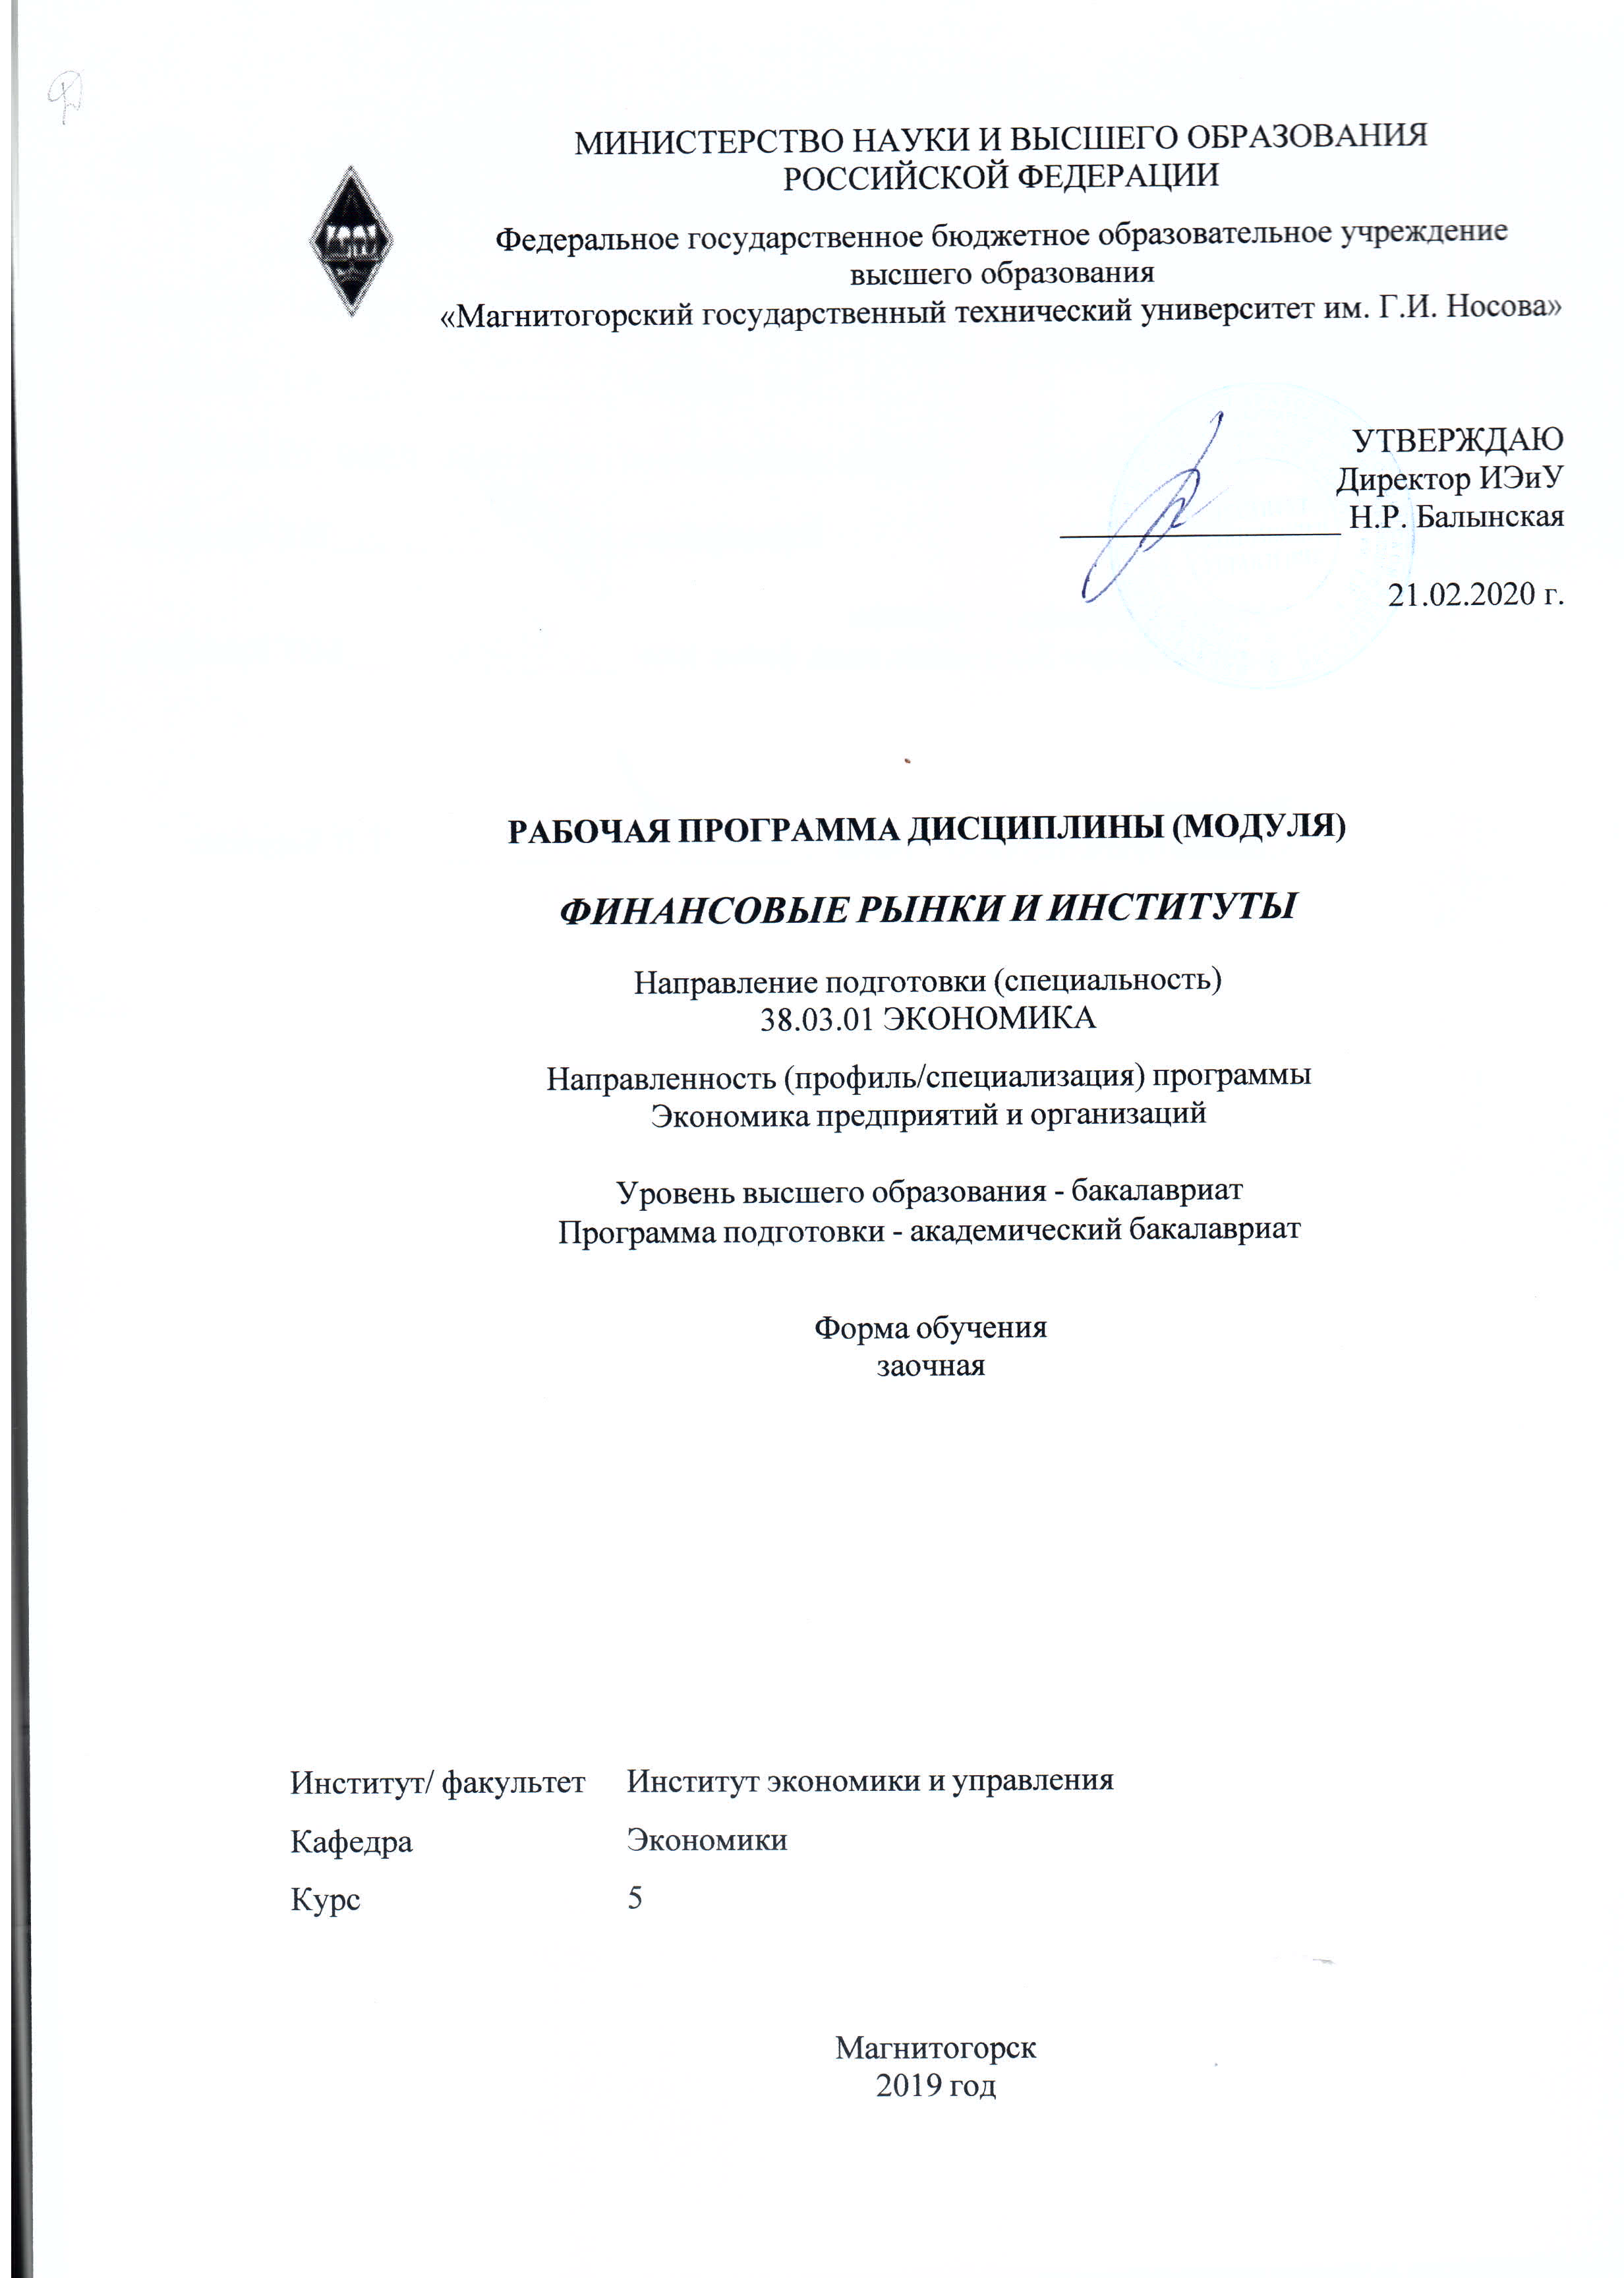 МИНИСТЕРСТВО НАУКИ И ВЫСШЕГО ОБРАЗОВАНИЯ
РОССИЙСКОЙ ФЕДЕРАЦИИ
Федеральное государственное бюджетное образовательное учреждение
высшего образования
«Магнитогорский государственный технический университет им. Г.И. Носова»
УТВЕРЖДАЮ
Директор ИЭиУ
Н.Р. Балынская
21.02.2020 г.
РАБОЧАЯ ПРОГРАММА ДИСЦИПЛИНЫ (МОДУЛЯ)
ФИНАНСОВЫЕ РЫНКИ И ИНСТИТУТЫ
Направление подготовки (специальность)
38.03.01 ЭКОНОМИКА
Направленность (профиль/специализация) программы
Экономика предприятий и организаций
Уровень высшего образования - бакалавриат
Программа подготовки - академический бакалавриат
Форма обучения
заочная
Институт/ факультет Институт экономики и управления
Кафедра Экономики
Курс 5
Магнитогорск
2019 год